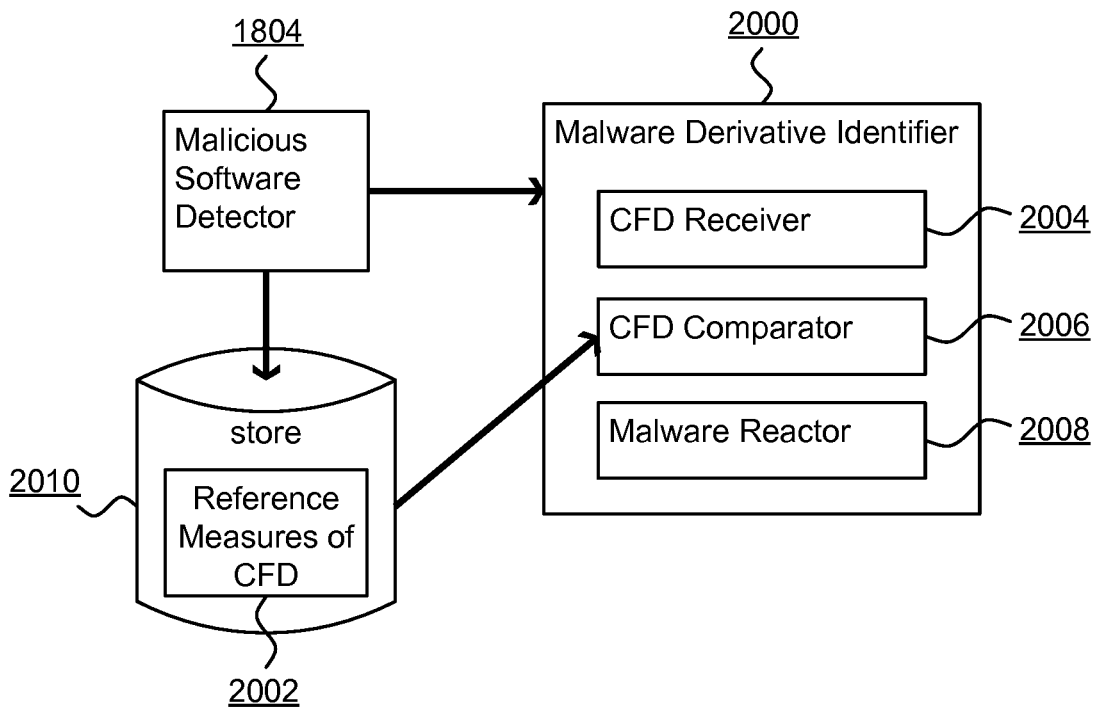 1804
2000
Malicious
Software
Detector
Malware Derivative Identifier
CFD Receiver
2004
CFD Comparator
2006
Malware Reactor
2008
store
2010
Reference
Measures of
CFD
2002